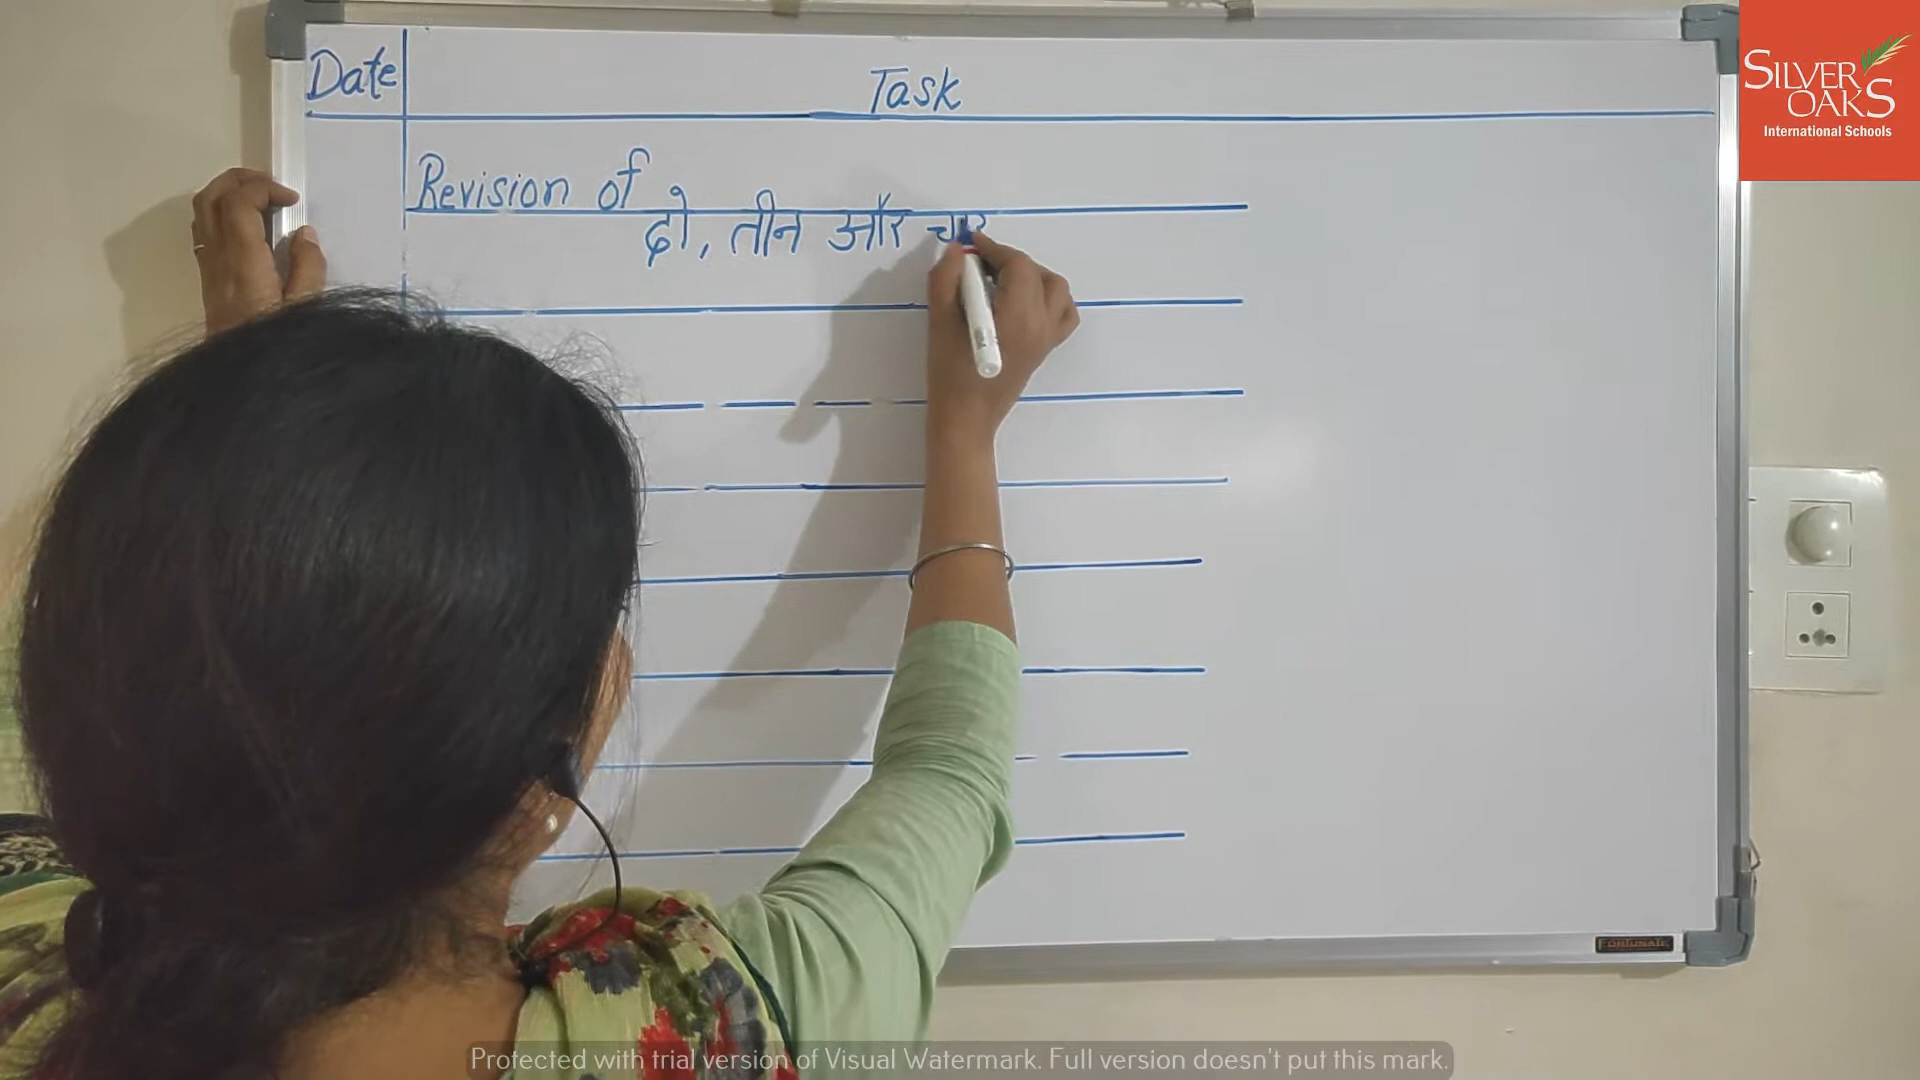 Date
Task
Revision of
दो, तीन और चार
SILVER
OAKS
International Schools
FORTUNATE
Protected with trial version of Visual Watermark. Full version doesn't put this mark.